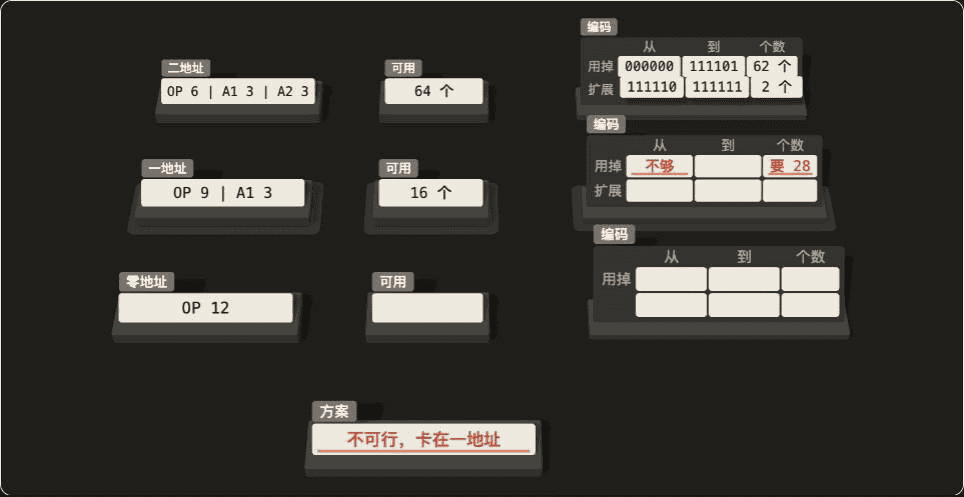 编码
从 到 个数
二地址 可用
用掉 000000 111101 62 个
OP 6 | A1 3 | A2 3 64 个
扩展 111110 111111 2 个
编码
从 到 个数
一地址 可用
用掉 不够 要 28
OP 9 | A1 3 16 个
扩展
编码
从 到 个数
零地址 可用
用掉
OP 12
方案
不可行，卡在一地址